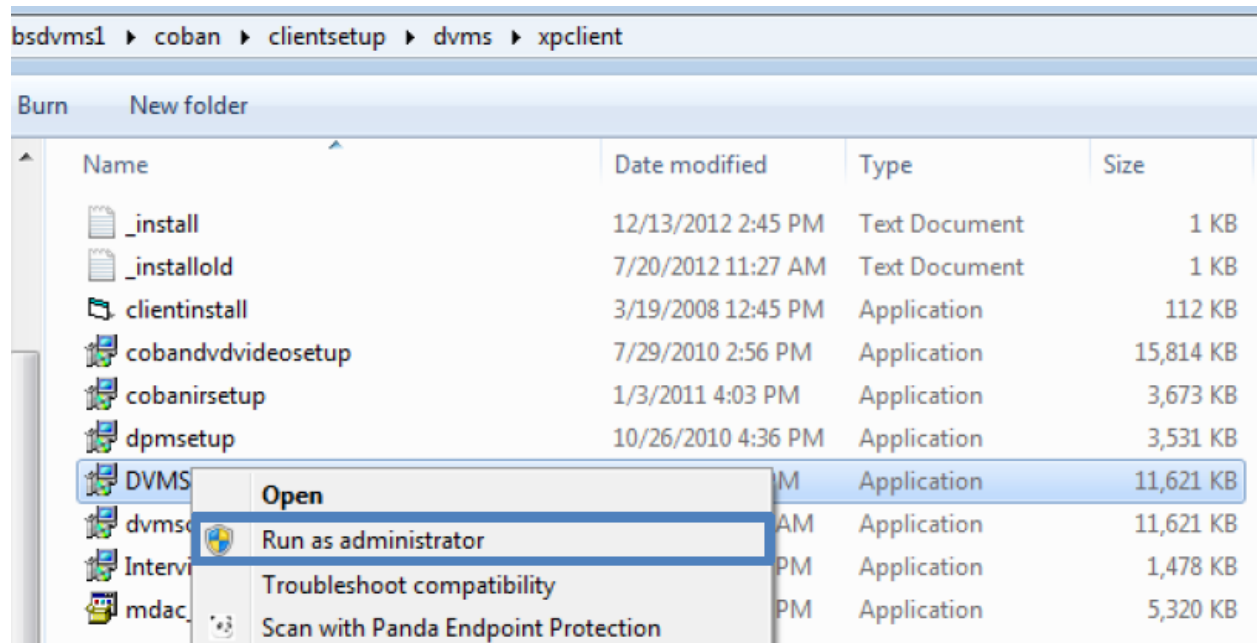 bsdvms1 ▸ coban ▸ clientsetup ▸ dvms ▸ xpclient
Burn New folder
Name Date modified Type Size
_install 12/13/2012 2:45 PM Text Document 1 KB
_installold 7/20/2012 11:27 AM Text Document 1 KB
clientinstall 3/19/2008 12:45 PM Application 112 KB
cobandvdvideosetup 7/29/2010 2:56 PM Application 15,814 KB
cobanirsetup 1/3/2011 4:03 PM Application 3,673 KB
dpmsetup 10/26/2010 4:36 PM Application 3,531 KB
DVMS M Application 11,621 KB
Open
dvmsc AM Application 11,621 KB
Run as administrator
Intervi PM Application 1,478 KB
Troubleshoot compatibility
mdac_ PM Application 5,320 KB
Scan with Panda Endpoint Protection